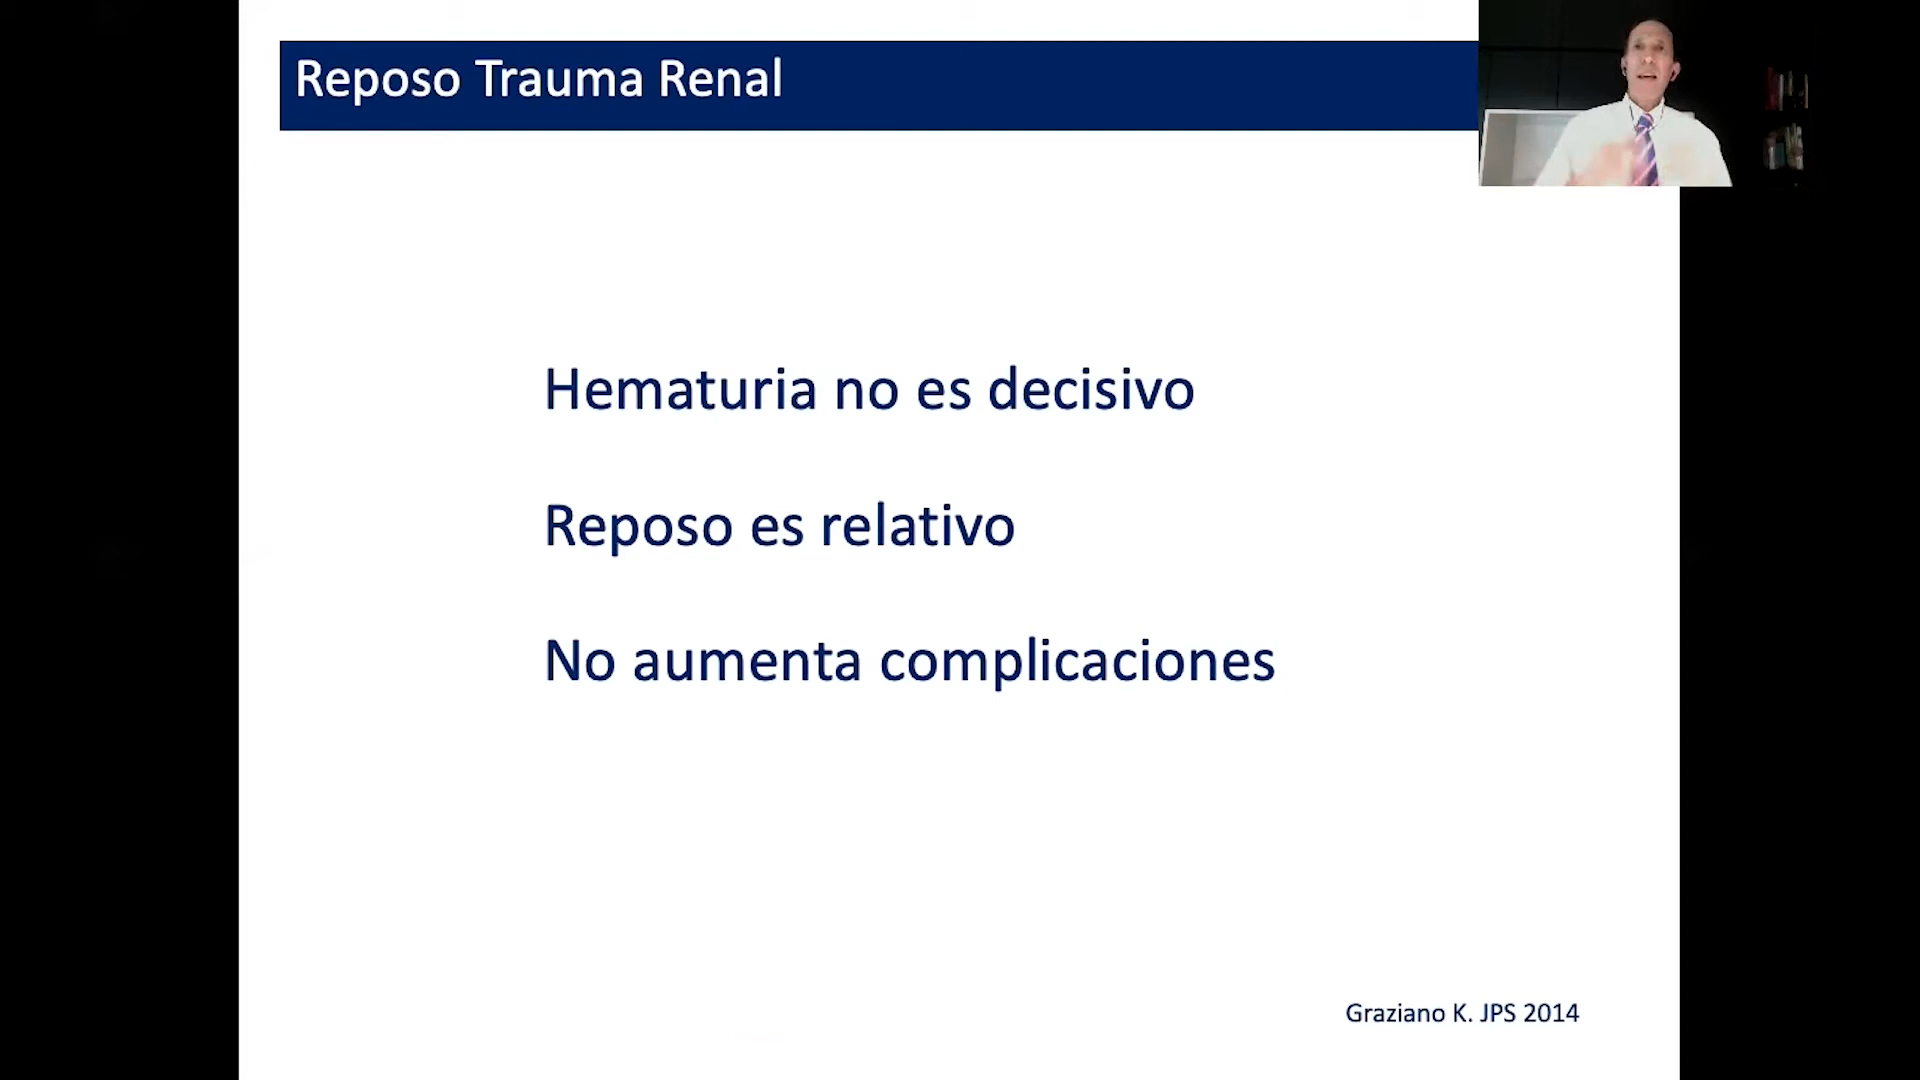 Reposo Trauma Renal
Hematuria no es decisivo
Reposo es relativo
No aumenta complicaciones
Graziano K. JPS 2014